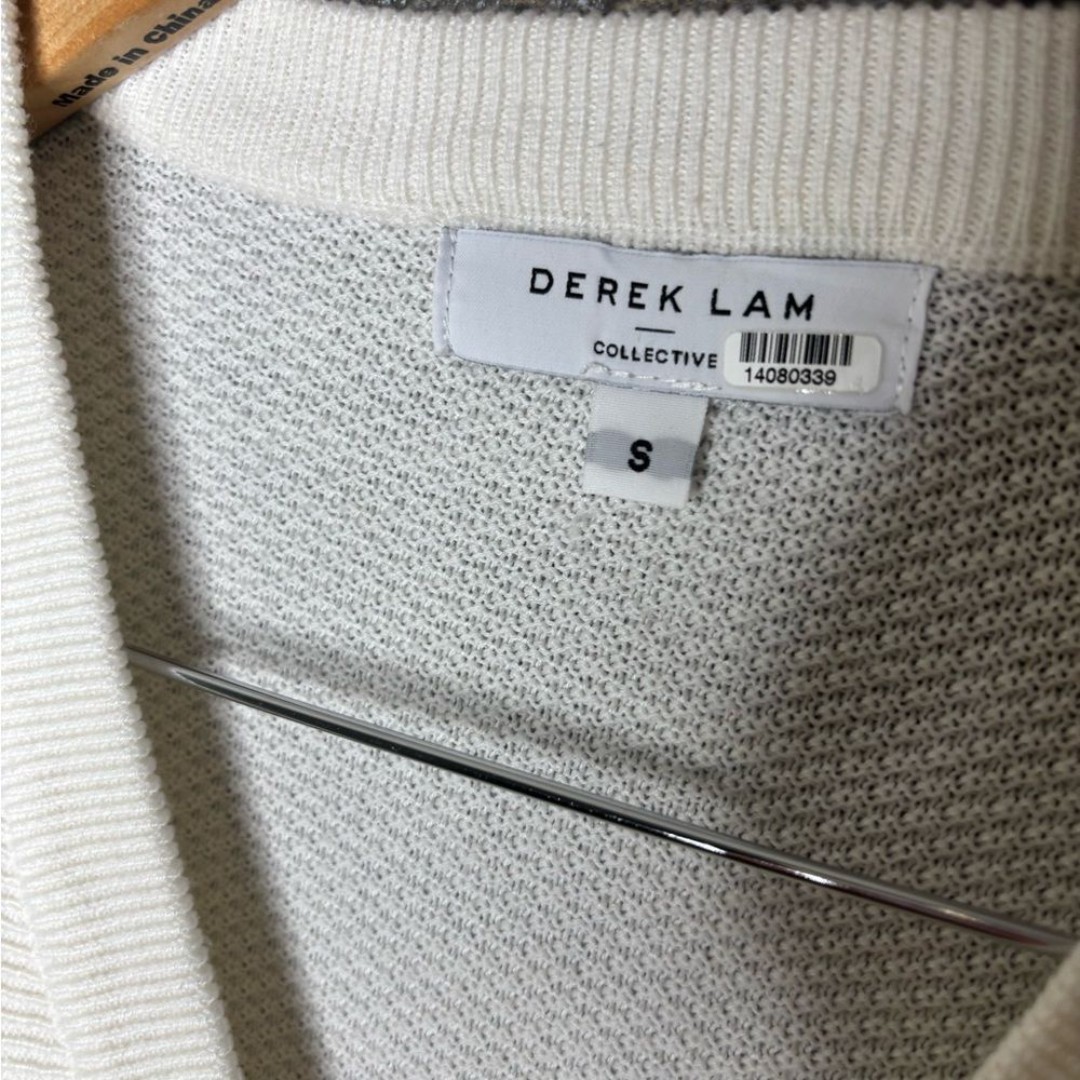 Made in China
DEREK LAM
COLLECTIVE
14080339
S